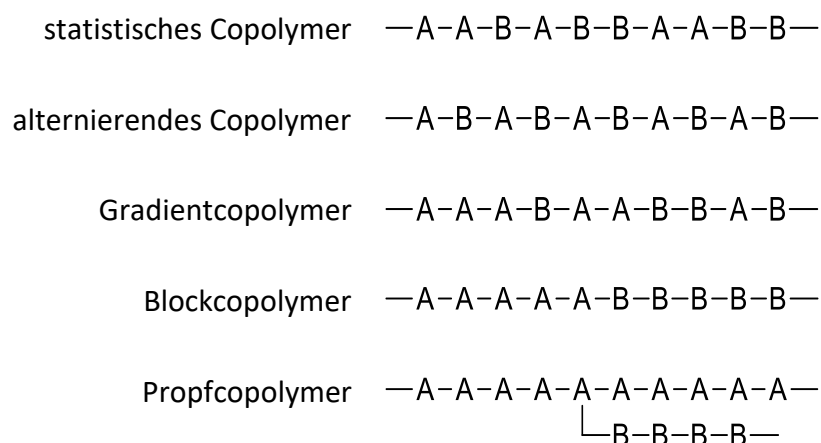 statistisches Copolymer —A–A–B–A–B–B–A–A–B–B—
alternierendes Copolymer —A–B–A–B–A–B–A–B–A–B—
Gradientcopolymer —A–A–A–B–A–A–B–B–A–B—
Blockcopolymer —A–A–A–A–A–B–B–B–B–B—
Propfcopolymer —A–A–A–A–A–A–A–A–A–A—
B–B–B–B—